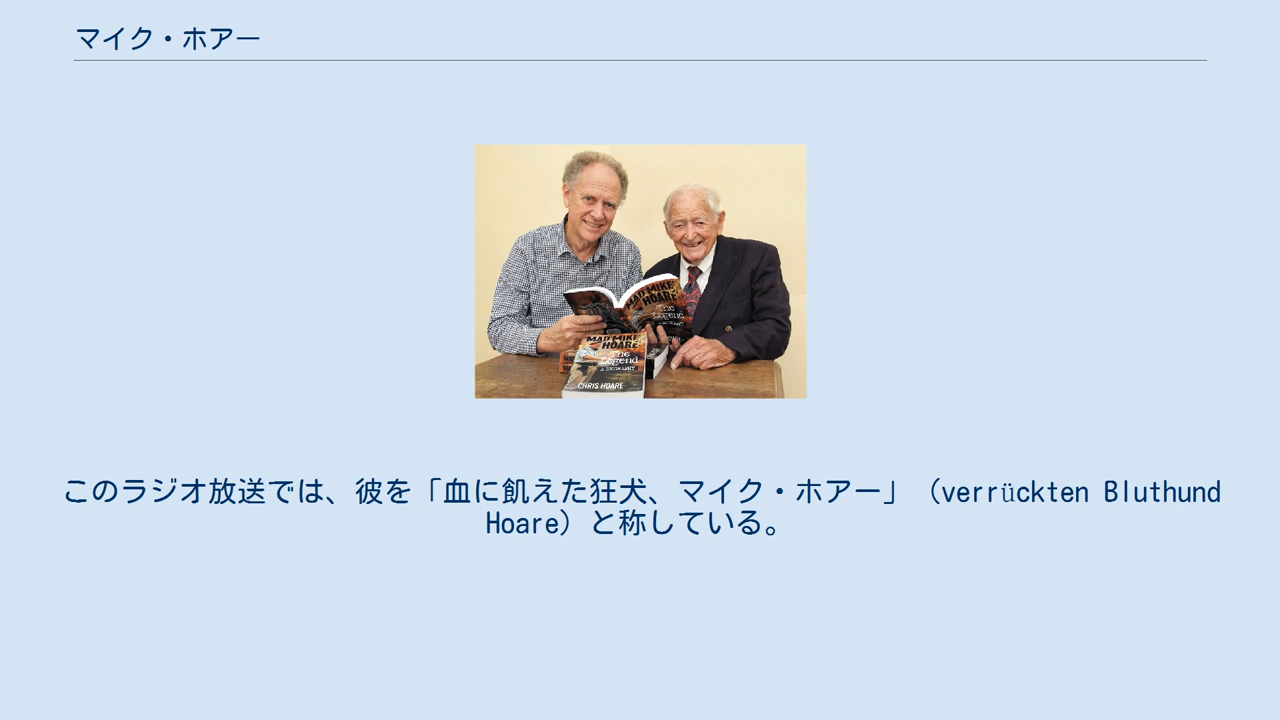 マイク・ホアー
MAD MIKE
HOARE
The
Legend
MAD MIKE
HOARE
The
Legend
A BIOGRAPHY
CHRIS HOARE
このラジオ放送では、彼を「血に飢えた狂犬、マイク・ホアー」（verrückten Bluthund
Hoare）と称している。